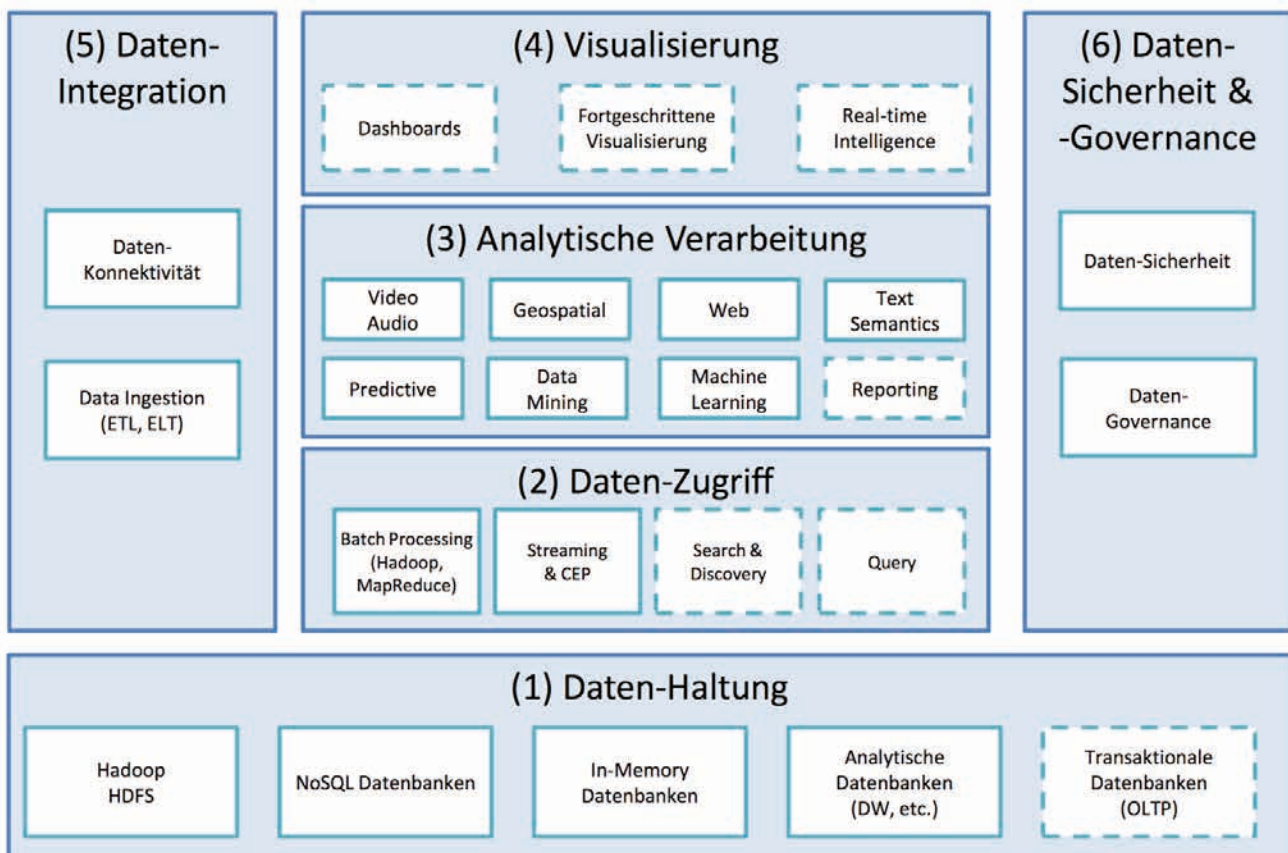 (5) Daten-
Integration
Daten-
Konnektivität
Data Ingestion
(ETL, ELT)
(4) Visualisierung
Dashboards
Fortgeschrittene
Visualisierung
Real-time
Intelligence
(3) Analytische Verarbeitung
Video
Audio
Geospatial
Web
Text
Semantics
Predictive
Data
Mining
Machine
Learning
Reporting
(2) Daten-Zugriff
Batch Processing
(Hadoop,
MapReduce)
Streaming
& CEP
Search &
Discovery
Query
(6) Daten-
Sicherheit &
-Governance
Daten-Sicherheit
Daten-
Governance
(1) Daten-Haltung
Hadoop
HDFS
NoSQL Datenbanken
In-Memory
Datenbanken
Analytische
Datenbanken
(DW, etc.)
Transaktionale
Datenbanken
(OLTP)